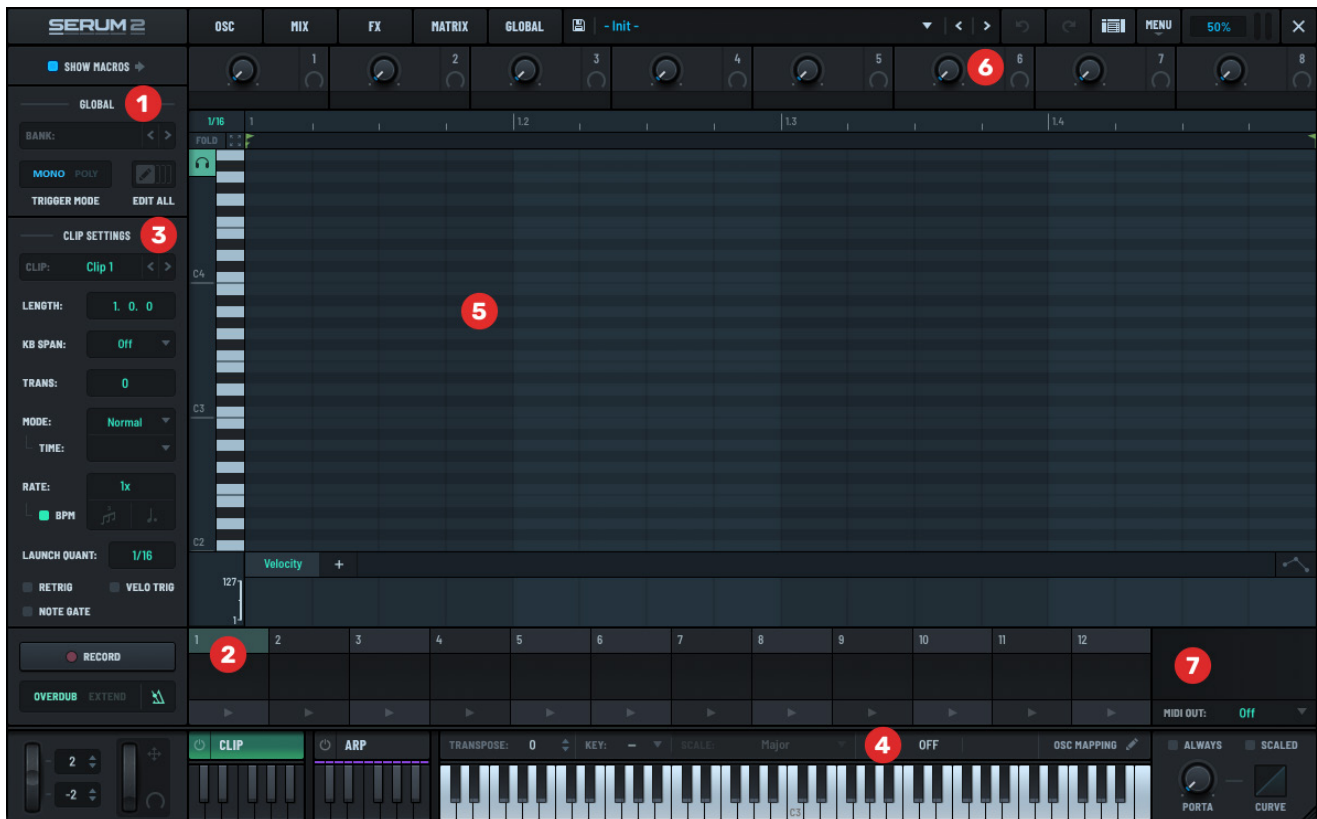 SERUM 2
OSC MIX FX MATRIX GLOBAL - Init - MENU 50%
SHOW MACROS
1 2 3 4 5 6 6 7 8
GLOBAL 1
BANK:
MONO POLY
TRIGGER MODE EDIT ALL
1/16 1 1.2 1.3 1.4
FOLD
CLIP SETTINGS 3
CLIP: Clip 1
C4
LENGTH: 1. 0. 0
5
KB SPAN: Off
TRANS: 0
C3
MODE: Normal
TIME:
RATE: 1x
BPM
C2
LAUNCH QUANT: 1/16
Velocity +
RETRIG VELO TRIG
127
NOTE GATE
1
1 2 3 4 5 6 7 8 9 10 11 12
2
RECORD
7
OVERDUB EXTEND
MIDI OUT: Off
CLIP ARP TRANSPOSE: 0 KEY: – SCALE: Major 4 OFF OSC MAPPING ALWAYS SCALED
2
-2
C3
PORTA CURVE